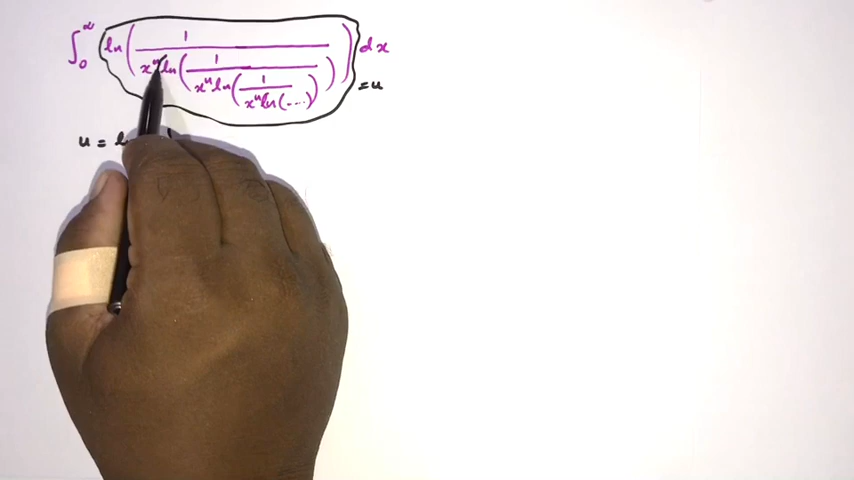 ∫₀^∞ ln(1/(xⁿ ln(1/(xⁿ ln(1/(xⁿ ln(....))))))) dx
= u
u =